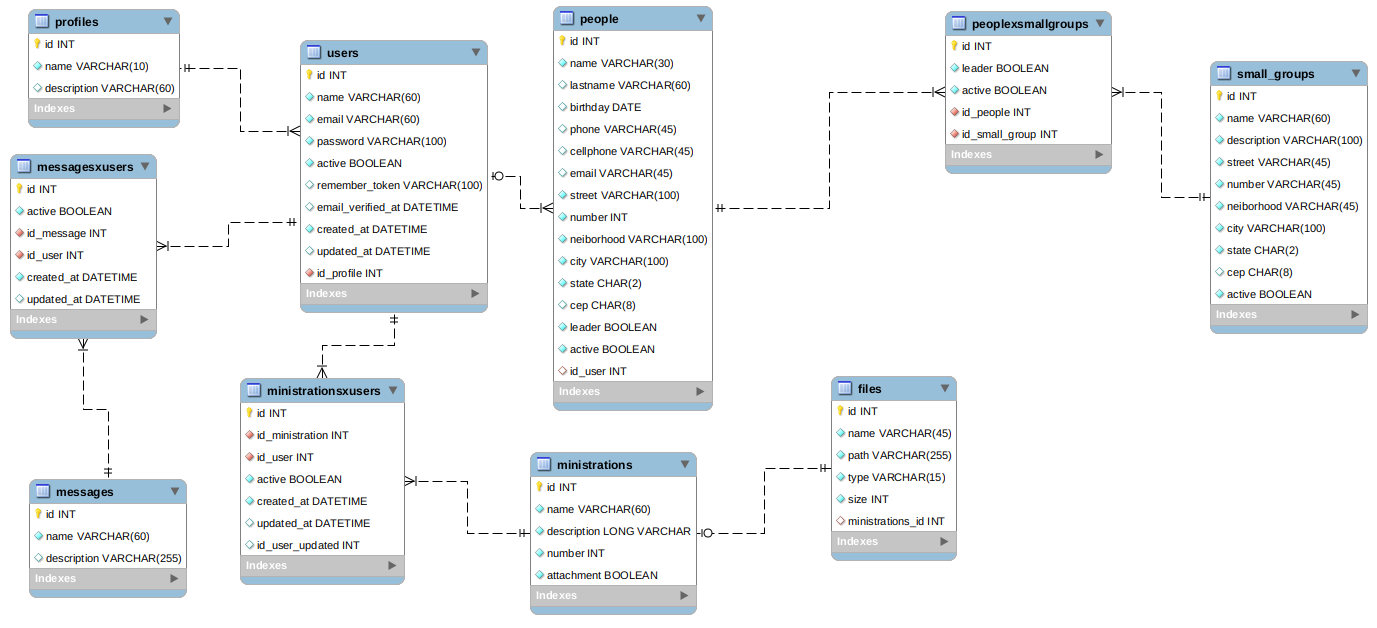 profiles
id INT
name VARCHAR(10)
description VARCHAR(60)
Indexes
messagesxusers
id INT
active BOOLEAN
id_message INT
id_user INT
created_at DATETIME
updated_at DATETIME
Indexes
messages
id INT
name VARCHAR(60)
description VARCHAR(255)
Indexes
users
id INT
name VARCHAR(60)
email VARCHAR(60)
password VARCHAR(100)
active BOOLEAN
remember_token VARCHAR(100)
email_verified_at DATETIME
created_at DATETIME
updated_at DATETIME
id_profile INT
Indexes
ministrationsxusers
id INT
id_ministration INT
id_user INT
active BOOLEAN
created_at DATETIME
updated_at DATETIME
id_user_updated INT
Indexes
people
id INT
name VARCHAR(30)
lastname VARCHAR(60)
birthday DATE
phone VARCHAR(45)
cellphone VARCHAR(45)
email VARCHAR(45)
street VARCHAR(100)
number INT
neiborhood VARCHAR(100)
city VARCHAR(100)
state CHAR(2)
cep CHAR(8)
leader BOOLEAN
active BOOLEAN
id_user INT
Indexes
ministrations
id INT
name VARCHAR(60)
description LONG VARCHAR
number INT
attachment BOOLEAN
Indexes
files
id INT
name VARCHAR(45)
path VARCHAR(255)
type VARCHAR(15)
size INT
ministrations_id INT
Indexes
peoplexsmallgroups
id INT
leader BOOLEAN
active BOOLEAN
id_people INT
id_small_group INT
Indexes
small_groups
id INT
name VARCHAR(60)
description VARCHAR(100)
street VARCHAR(45)
number VARCHAR(45)
neiborhood VARCHAR(45)
city VARCHAR(100)
state CHAR(2)
cep CHAR(8)
active BOOLEAN
Indexes